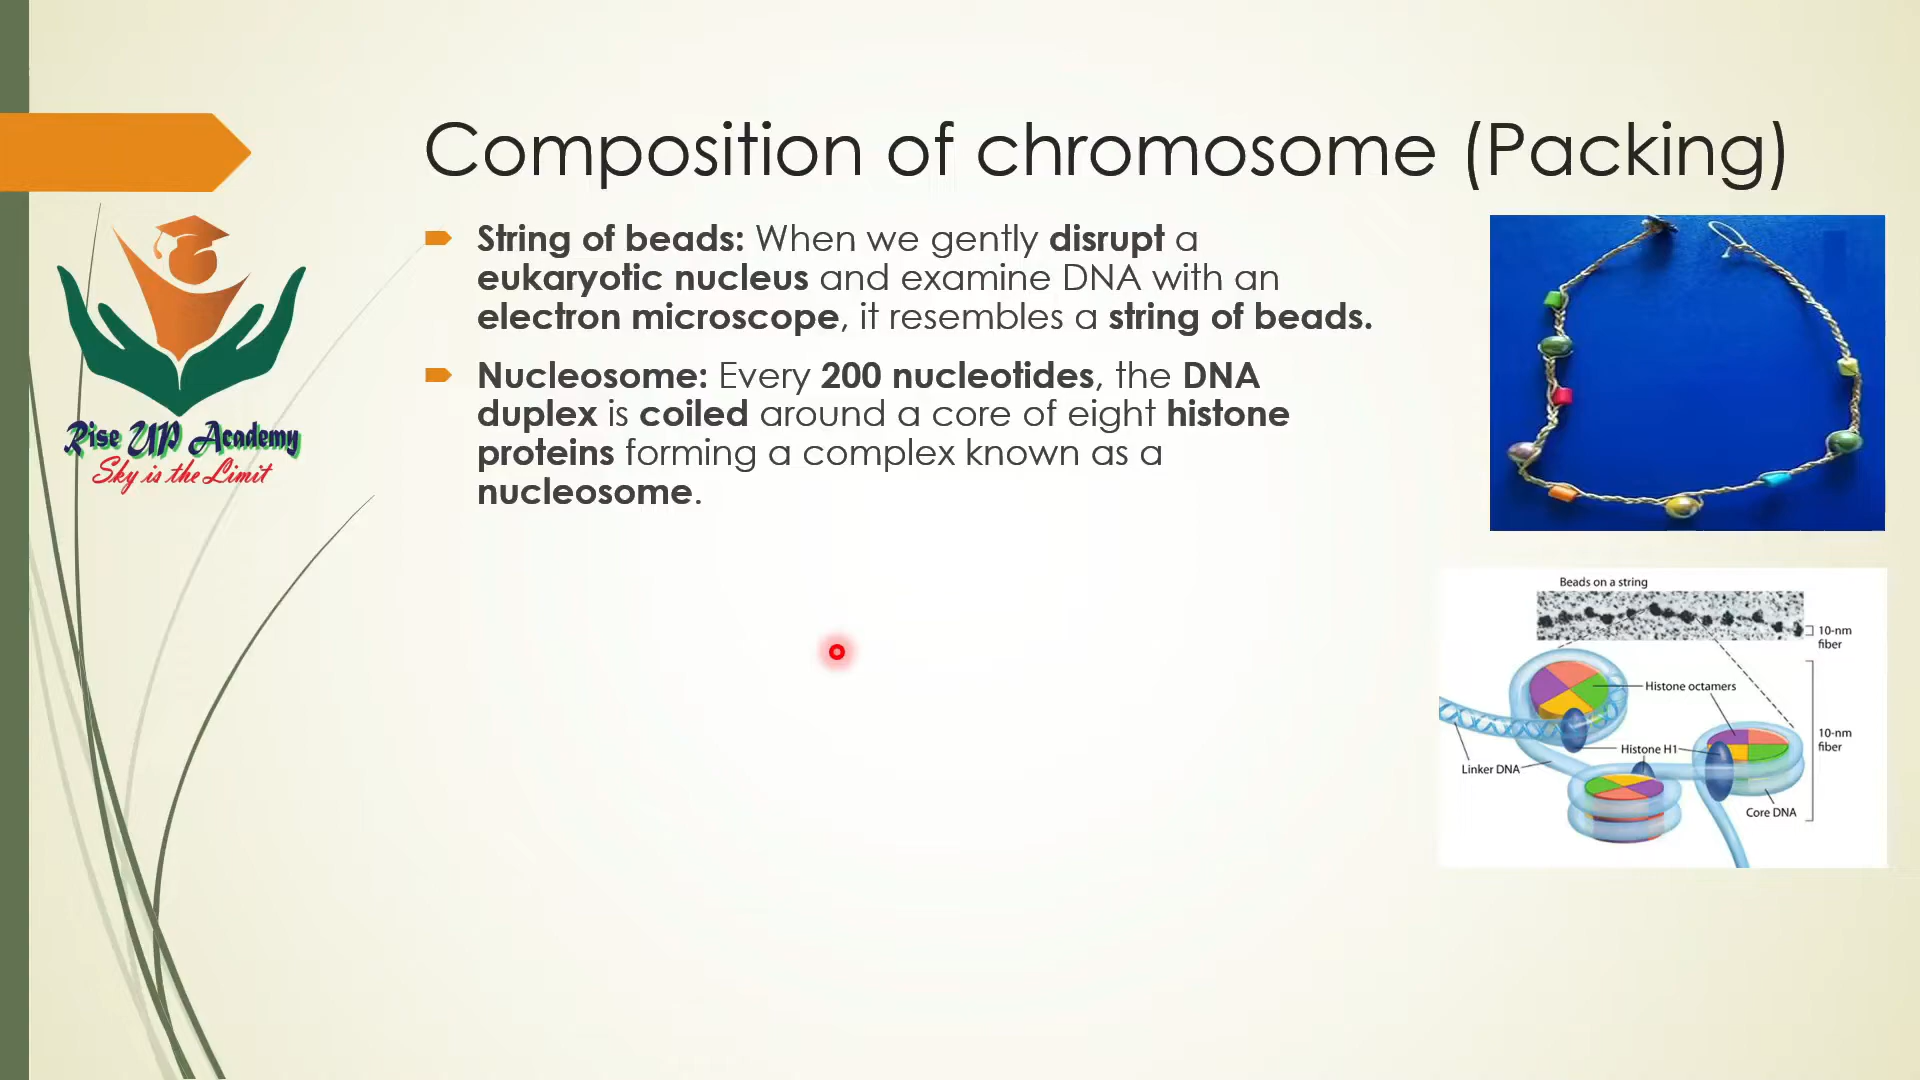 Composition of chromosome (Packing)
Rise UP Academy
Sky is the Limit
String of beads: When we gently disrupt a
eukaryotic nucleus and examine DNA with an
electron microscope, it resembles a string of beads.
Nucleosome: Every 200 nucleotides, the DNA
duplex is coiled around a core of eight histone
proteins forming a complex known as a
nucleosome.
Beads on a string
10-nm
fiber
Histone octamers
Histone H1
10-nm
fiber
Linker DNA
Core DNA